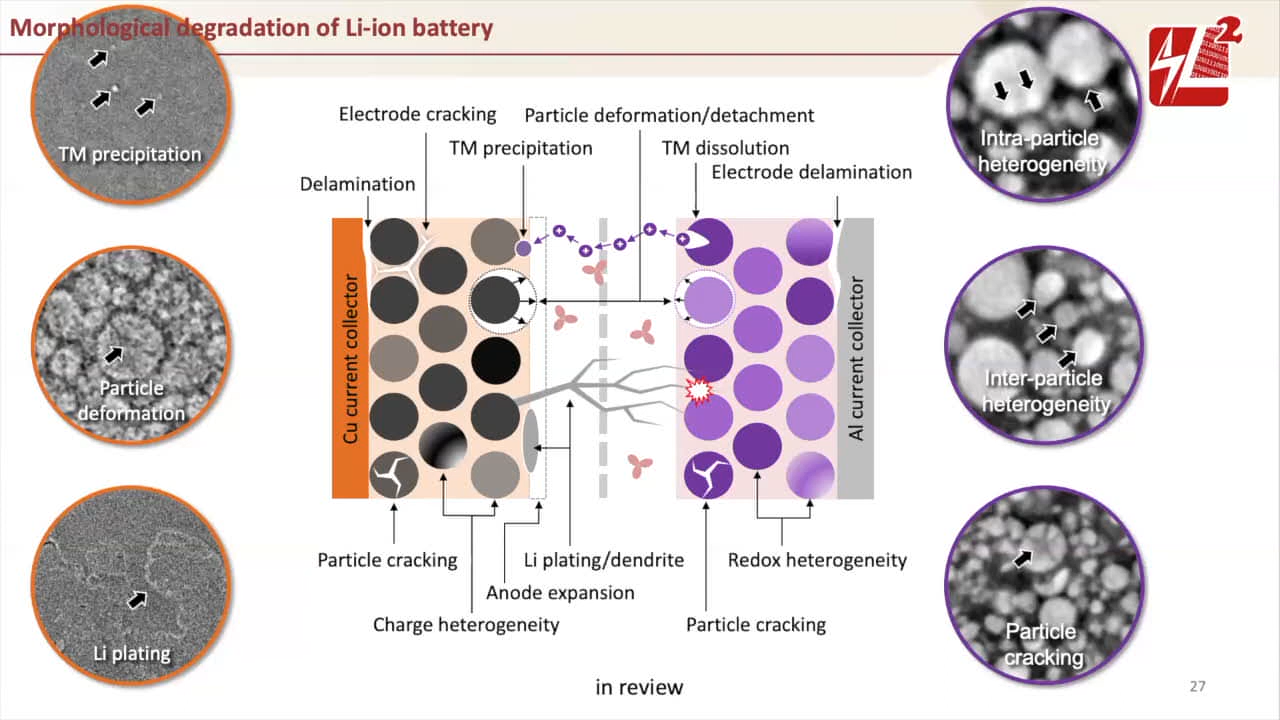 Morphological degradation of Li-ion battery
TM precipitation
Particle
deformation
Li plating
Electrode cracking
Particle deformation/detachment
TM precipitation
TM dissolution
Delamination
Electrode delamination
Cu current collector
Al current collector
Particle cracking
Li plating/dendrite
Redox heterogeneity
Anode expansion
Charge heterogeneity
Particle cracking
Intra-particle
heterogeneity
Inter-particle
heterogeneity
Particle
cracking
L2
in review
27